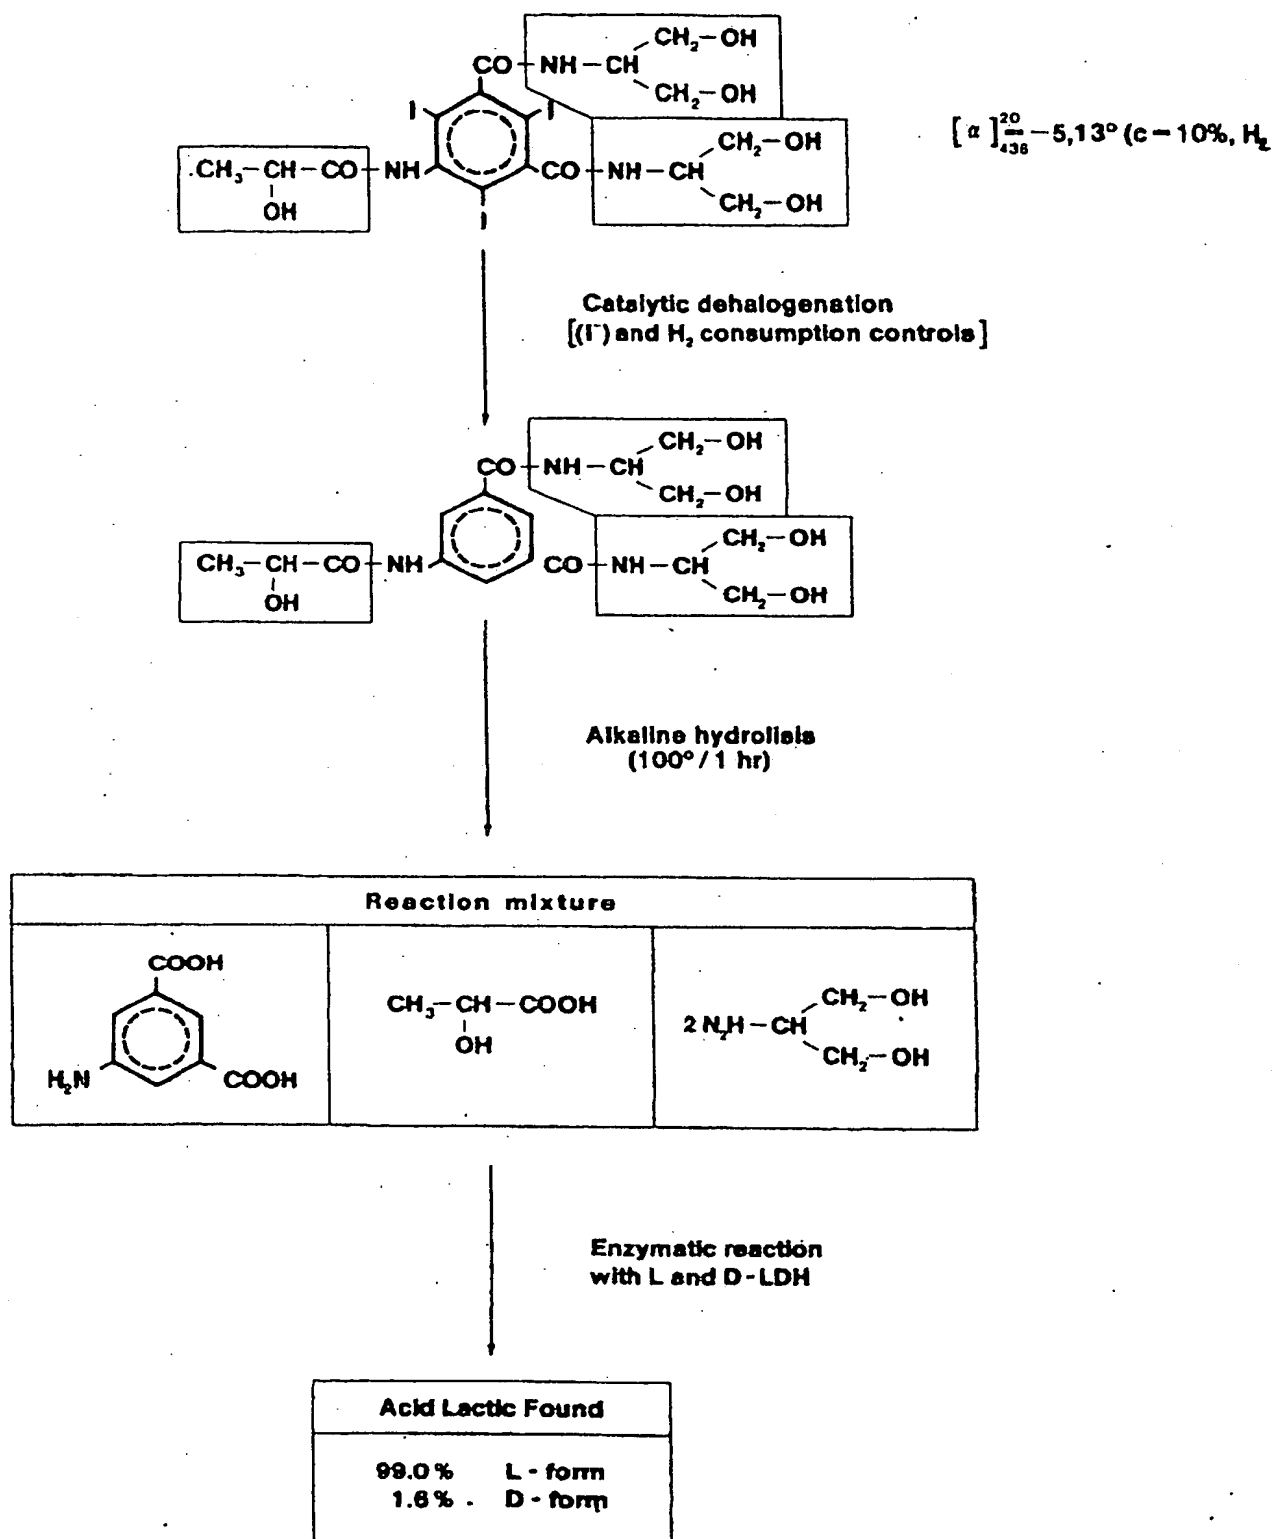 CH₂-OH
CO-NH-CH
CH₂-OH
I I
[α]²⁰₄₃₆ = -5,13° (c-10%, H₂
CH₂-OH
CH₃-CH-CO-NH CO-NH-CH
OH CH₂-OH
I
Catalytic dehalogenation
[(I⁻) and H₂ consumption controls]
CH₂-OH
CO-NH-CH
CH₂-OH
CH₂-OH
CH₃-CH-CO-NH CO-NH-CH
OH CH₂-OH
Alkaline hydrolisis
(100°/1 hr)
Reaction mixture
COOH
H₂N COOH
CH₃-CH-COOH
OH
CH₂-OH
2 N₂H-CH
CH₂-OH
Enzymatic reaction
with L and D-LDH
Acid Lactic Found
99.0% L-form
1.6% D-form